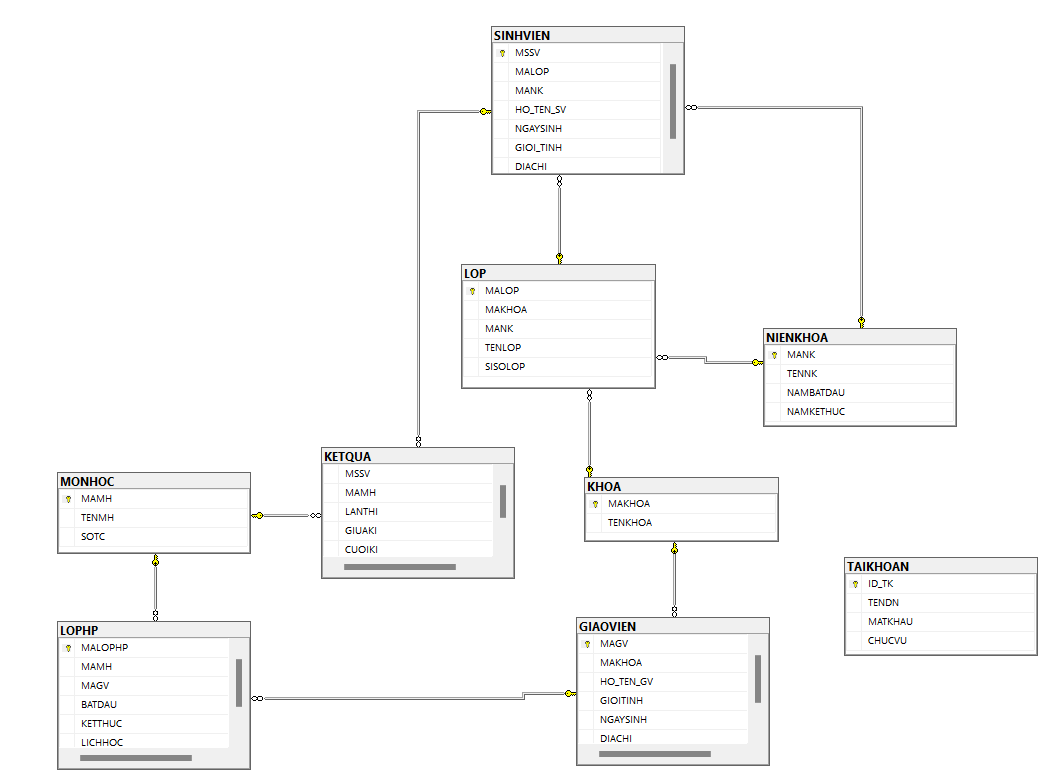 SINHVIEN
MSSV
MALOP
MANK
HO_TEN_SV
NGAYSINH
GIOI_TINH
DIACHI
LOP
MALOP
MAKHOA
MANK
TENLOP
SISOLOP
NIENKHOA
MANK
TENNK
NAMBATDAU
NAMKETHUC
KETQUA
MSSV
MAMH
LANTHI
GIUAKI
CUOIKI
MONHOC
MAMH
TENMH
SOTC
KHOA
MAKHOA
TENKHOA
TAIKHOAN
ID_TK
TENDN
MATKHAU
CHUCVU
LOPHP
MALOPHP
MAMH
MAGV
BATDAU
KETTHUC
LICHHOC
GIAOVIEN
MAGV
MAKHOA
HO_TEN_GV
GIOITINH
NGAYSINH
DIACHI